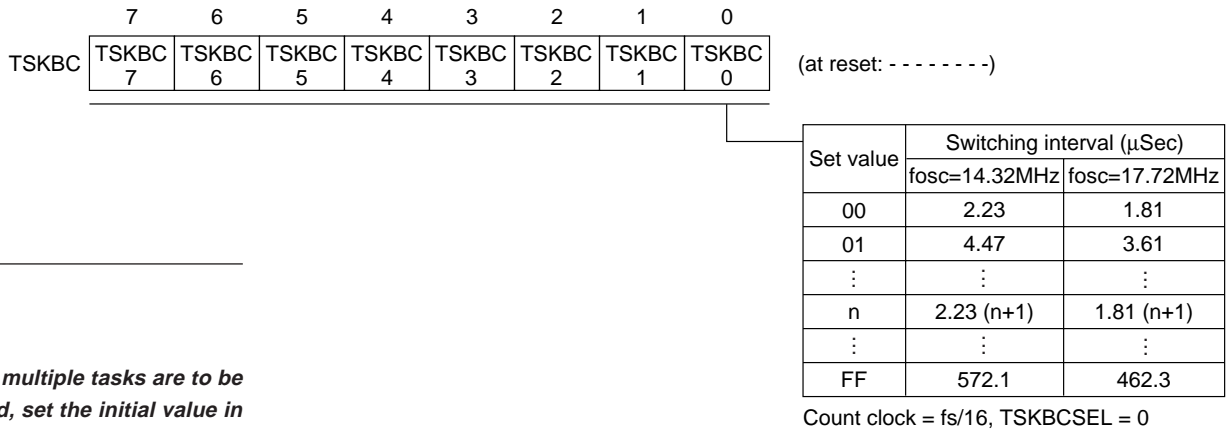 7 6 5 4 3 2 1 0
TSKBC TSKBC TSKBC TSKBC TSKBC TSKBC TSKBC TSKBC TSKBC (at reset: - - - - - - - -)
7 6 5 4 3 2 1 0
Set value Switching interval (μSec)
fosc=14.32MHz fosc=17.72MHz
00 2.23 1.81
01 4.47 3.61
⋮ ⋮ ⋮
n 2.23 (n+1) 1.81 (n+1)
⋮ ⋮ ⋮
FF 572.1 462.3
Count clock = fs/16, TSKBCSEL = 0
multiple tasks are to be
d, set the initial value in